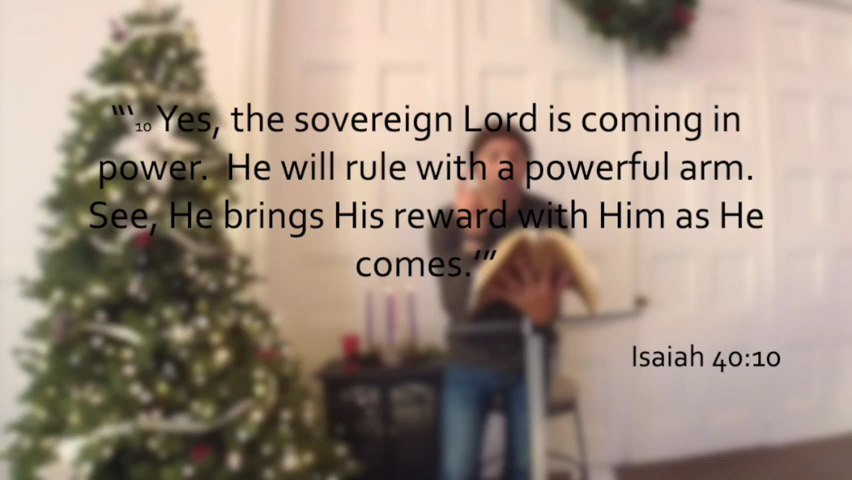 "‘10 Yes, the sovereign Lord is coming in
power.  He will rule with a powerful arm.
See, He brings His reward with Him as He
comes.’"
Isaiah 40:10